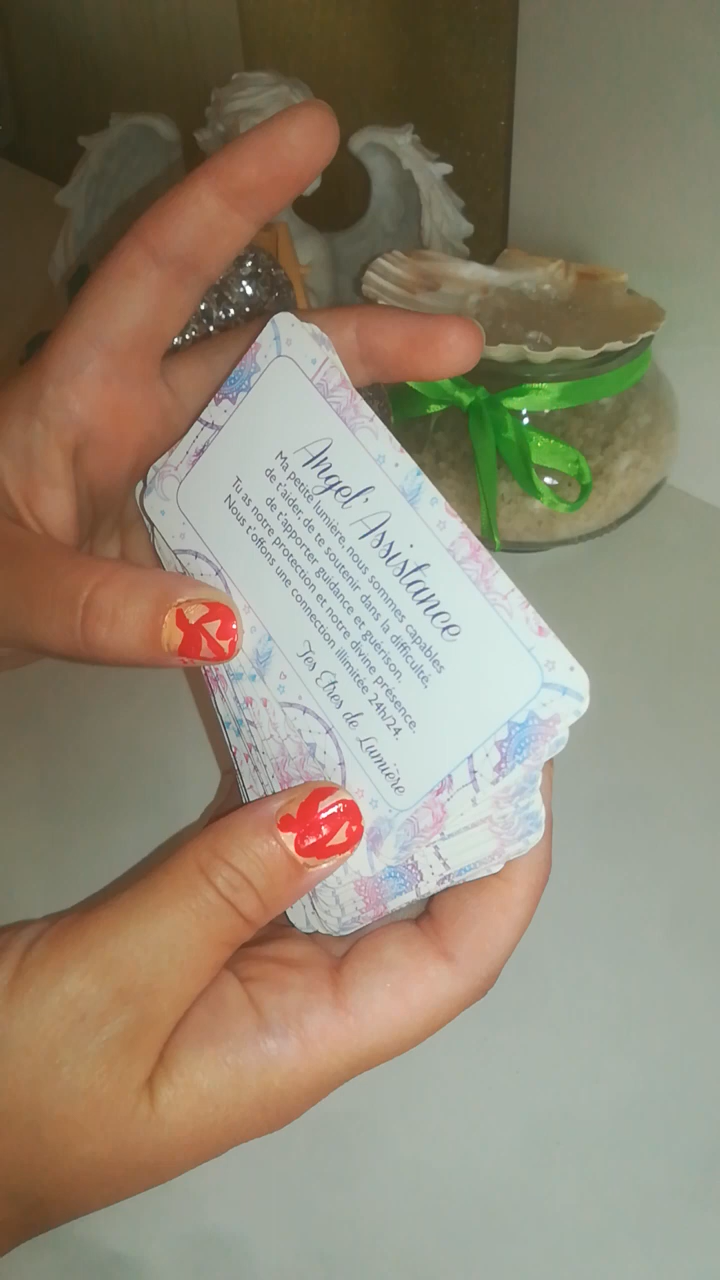 Angel' Assistance
Ma petite lumière, nous sommes capables
de t'aider, de te soutenir dans la difficulté,
de t'apporter guidance et guérison.
Tu as notre protection et notre divine présence.
Nous t'offons une connection illimitée 24h/24.
Tes Etres de Lumière